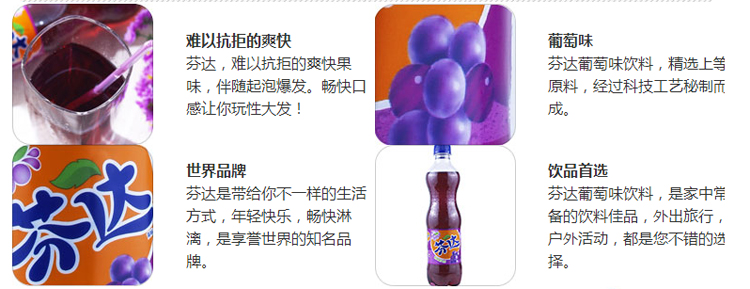 难以抗拒的爽快
芬达，难以抗拒的爽快果
味，伴随起泡爆发。畅快口
感让你玩性大发！
葡萄味
芬达葡萄味饮料，精选上等
原料，经过科技工艺秘制而
成。
芬达
世界品牌
芬达是带给你不一样的生活
方式，年轻快乐，畅快淋
漓，是享誉世界的知名品
牌。
芬达
饮品首选
芬达葡萄味饮料，是家中常
备的饮料佳品，外出旅行，
户外活动，都是您不错的选
择。